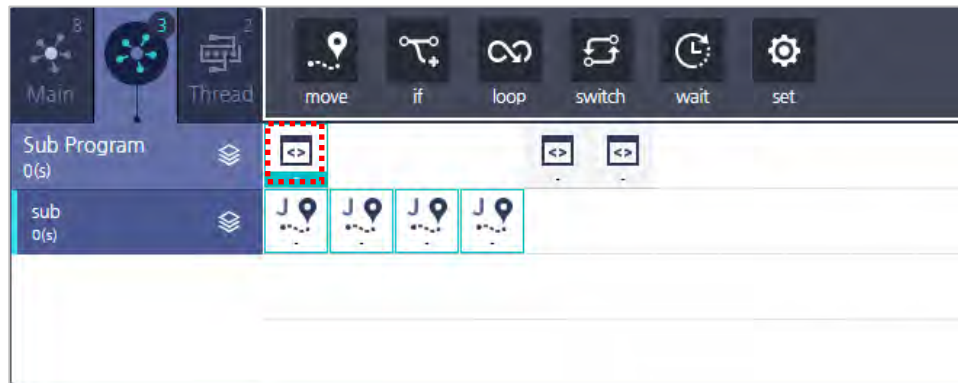 8
3
2
Main
Thread
move
if
loop
switch
wait
set
Sub Program
0(s)
<>
<>
<>
-
-
-
sub
0(s)
J
J
J
J
-
-
-
-